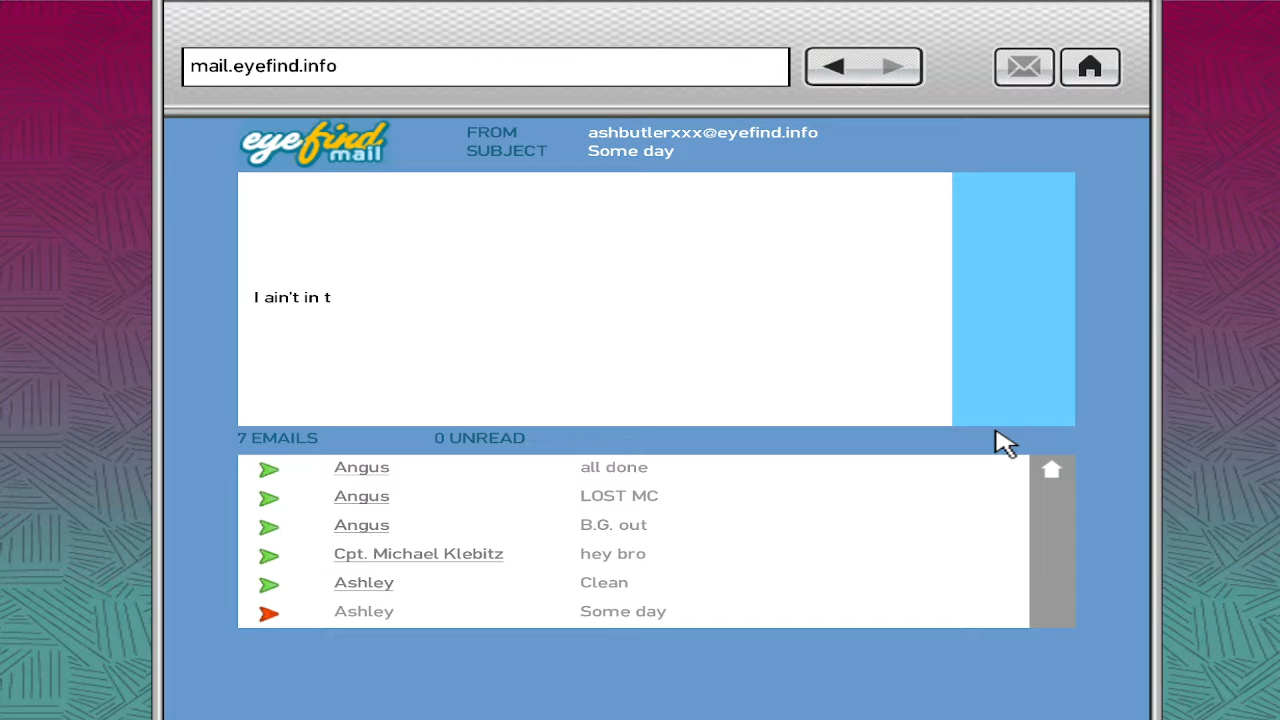 mail.eyefind.info
eyefind mail
FROM ashbutlerxxx@eyefind.info
SUBJECT Some day
I ain't in t
7 EMAILS 0 UNREAD
Angus all done
Angus LOST MC
Angus B.G. out
Cpt. Michael Klebitz hey bro
Ashley Clean
Ashley Some day